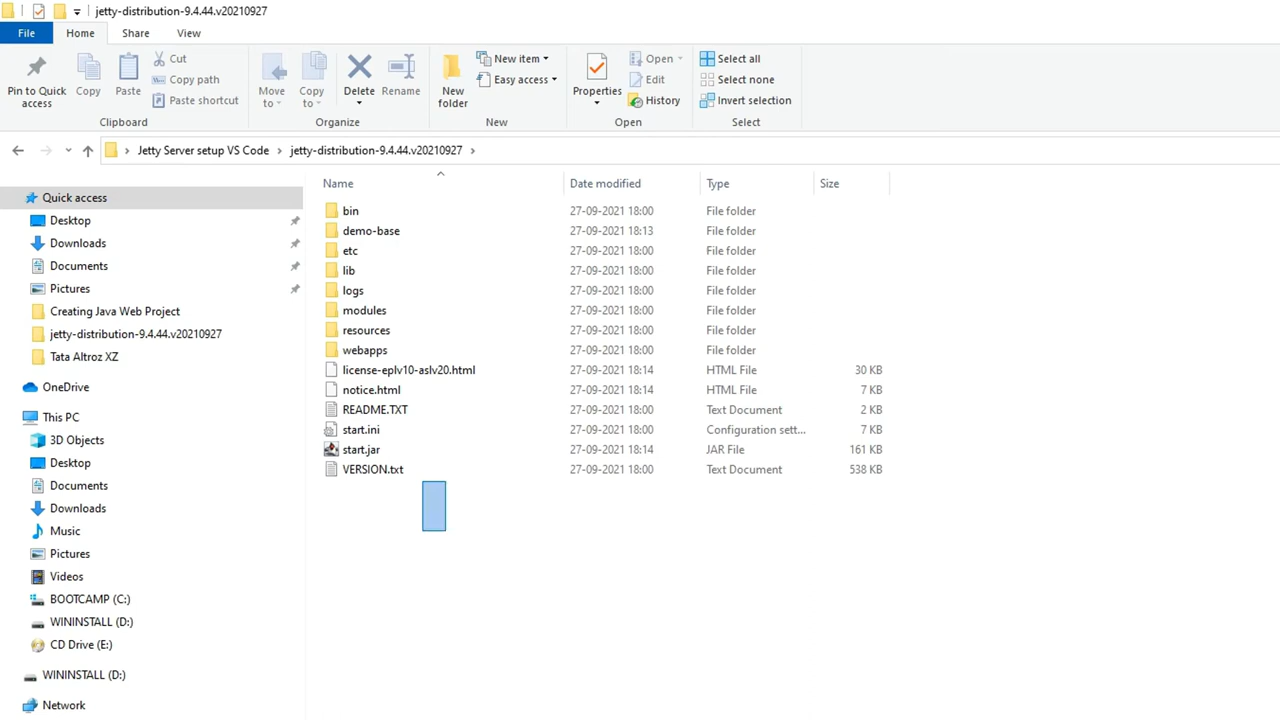 jetty-distribution-9.4.44.v20210927
File Home Share View
Pin to Quick access
Copy
Paste
Cut
Copy path
Paste shortcut
Clipboard
Move to
Copy to
Delete
Rename
Organize
New folder
New item
Easy access
New
Properties
Open
Edit
History
Open
Select all
Select none
Invert selection
Select
Jetty Server setup VS Code jetty-distribution-9.4.44.v20210927
Quick access
Desktop
Downloads
Documents
Pictures
Creating Java Web Project
jetty-distribution-9.4.44.v20210927
Tata Altroz XZ
OneDrive
This PC
3D Objects
Desktop
Documents
Downloads
Music
Pictures
Videos
BOOTCAMP (C:)
WININSTALL (D:)
CD Drive (E:)
WININSTALL (D:)
Network
Name Date modified Type Size
bin 27-09-2021 18:00 File folder
demo-base 27-09-2021 18:13 File folder
etc 27-09-2021 18:00 File folder
lib 27-09-2021 18:00 File folder
logs 27-09-2021 18:00 File folder
modules 27-09-2021 18:00 File folder
resources 27-09-2021 18:00 File folder
webapps 27-09-2021 18:00 File folder
license-eplv10-aslv20.html 27-09-2021 18:14 HTML File 30 KB
notice.html 27-09-2021 18:14 HTML File 7 KB
README.TXT 27-09-2021 18:00 Text Document 2 KB
start.ini 27-09-2021 18:00 Configuration sett... 7 KB
start.jar 27-09-2021 18:14 JAR File 161 KB
VERSION.txt 27-09-2021 18:00 Text Document 538 KB